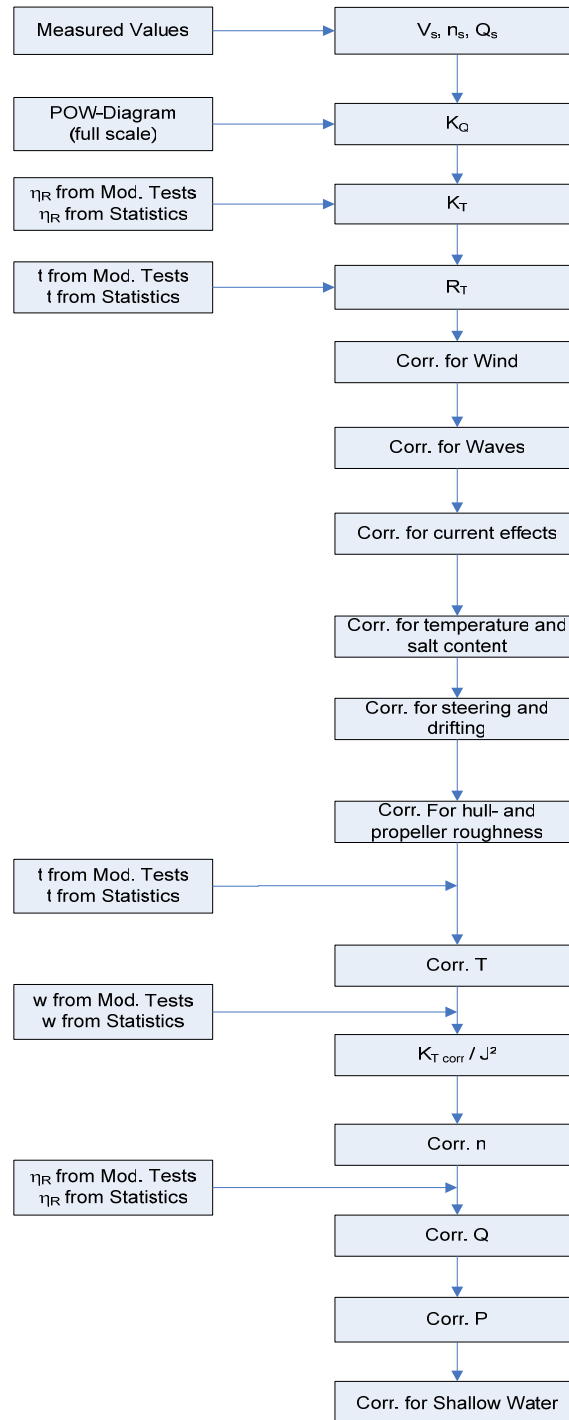 Measured Values
Vs, ns, Qs
POW-Diagram
(full scale)
KQ
ηR from Mod. Tests
ηR from Statistics
KT
t from Mod. Tests
t from Statistics
RT
Corr. for Wind
Corr. for Waves
Corr. for current effects
Corr. for temperature and
salt content
Corr. for steering and
drifting
Corr. For hull- and
propeller roughness
t from Mod. Tests
t from Statistics
Corr. T
w from Mod. Tests
w from Statistics
KT corr / J²
Corr. n
ηR from Mod. Tests
ηR from Statistics
Corr. Q
Corr. P
Corr. for Shallow Water